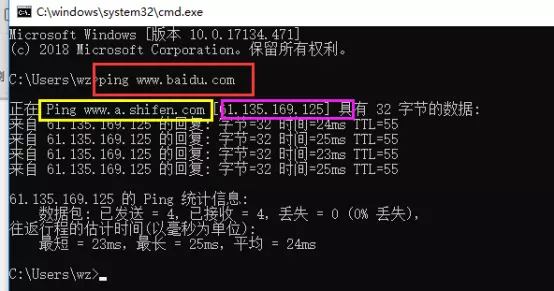 C:\windows\system32\cmd.exe
Microsoft Windows [版本 10.0.17134.471]
(c) 2018 Microsoft Corporation。保留所有权利。
C:\Users\wz>ping www.baidu.com
正在 Ping www.a.shifen.com [61.135.169.125] 具有 32 字节的数据:
来自 61.135.169.125 的回复: 字节=32 时间=24ms TTL=55
来自 61.135.169.125 的回复: 字节=32 时间=25ms TTL=55
来自 61.135.169.125 的回复: 字节=32 时间=23ms TTL=55
来自 61.135.169.125 的回复: 字节=32 时间=25ms TTL=55
61.135.169.125 的 Ping 统计信息:
数据包: 已发送 = 4，已接收 = 4，丢失 = 0 (0% 丢失)，
往返行程的估计时间(以毫秒为单位):
最短 = 23ms，最长 = 25ms，平均 = 24ms
C:\Users\wz>